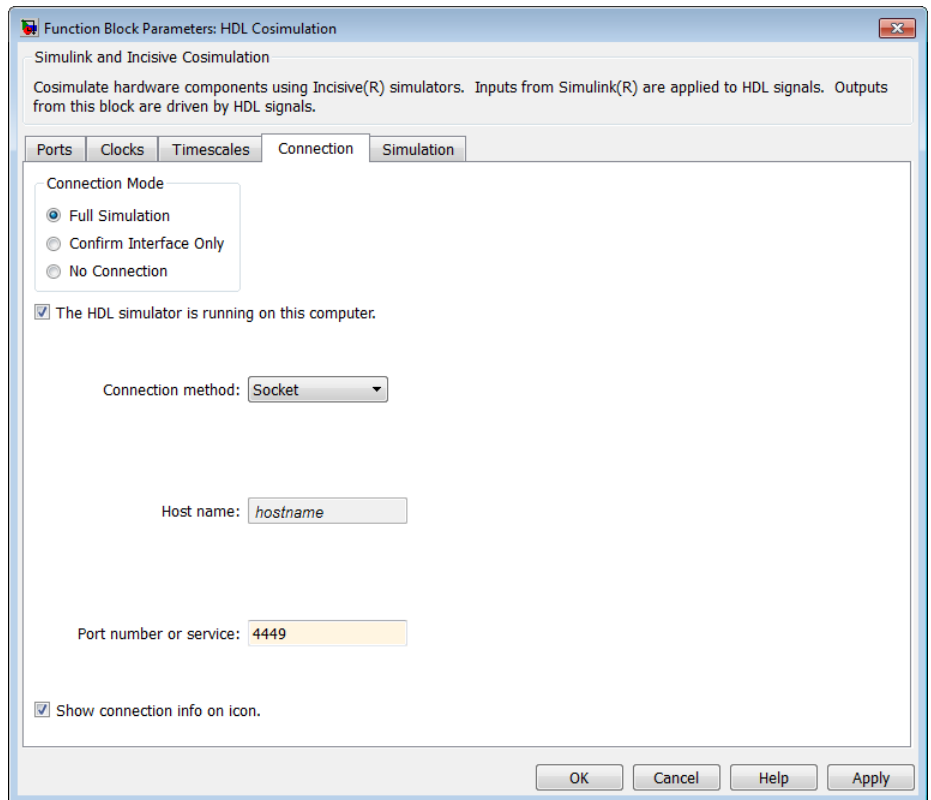 Function Block Parameters: HDL Cosimulation
Simulink and Incisive Cosimulation
Cosimulate hardware components using Incisive(R) simulators.  Inputs from Simulink(R) are applied to HDL signals.  Outputs
from this block are driven by HDL signals.
Ports Clocks Timescales Connection Simulation
Connection Mode
Full Simulation
Confirm Interface Only
No Connection
The HDL simulator is running on this computer.
Connection method: Socket
Host name: hostname
Port number or service: 4449
Show connection info on icon.
OK Cancel Help Apply